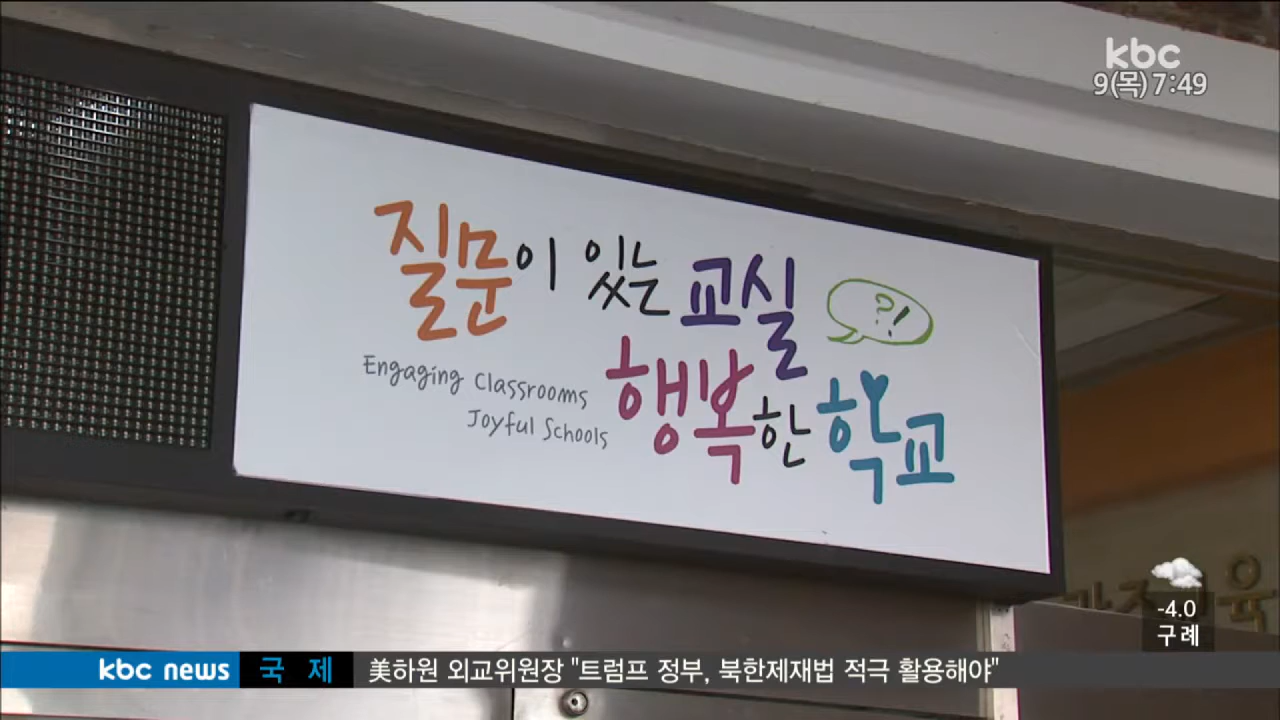 kbc
9(목) 7:49
질문이 있는 교실
?!
행복한 학교
Engaging Classrooms
Joyful Schools
-4.0
구례
kbc news 국제 美하원 외교위원장 "트럼프 정부, 북한제재법 적극 활용해야"